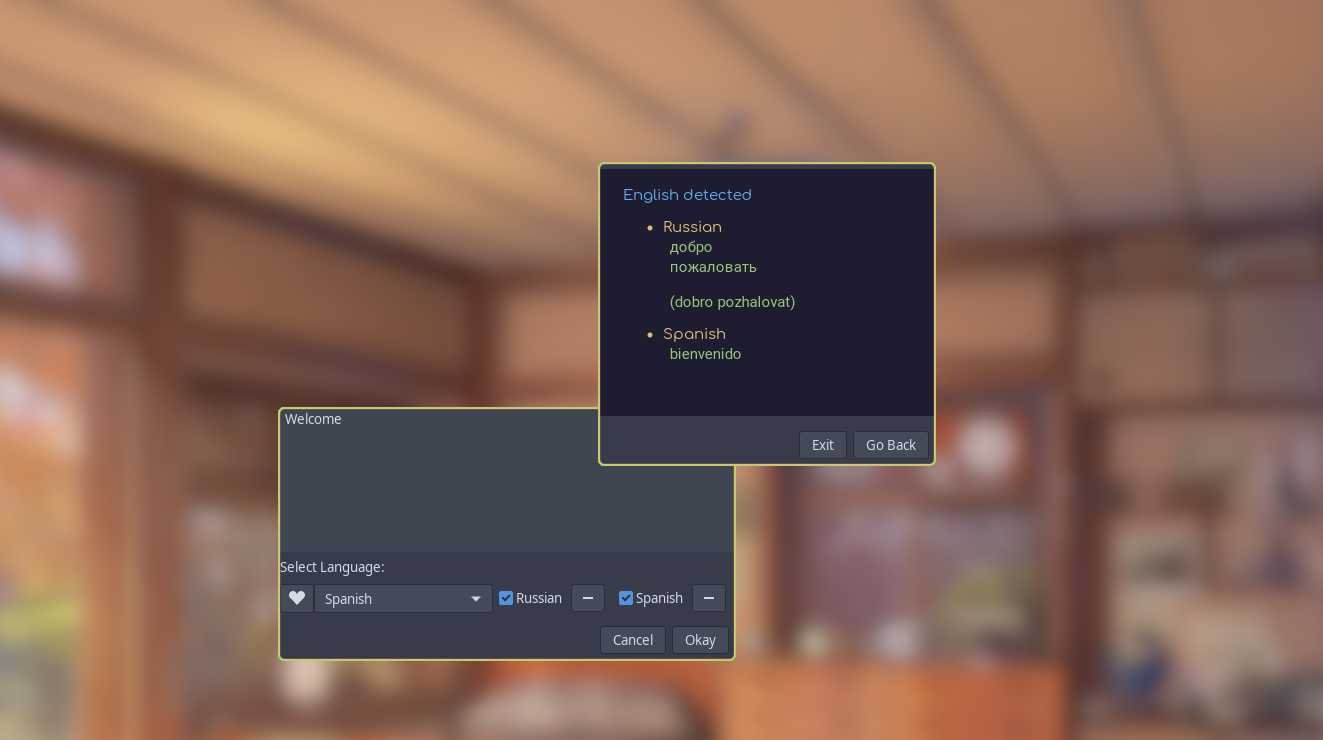 English detected
• Russian
добро
пожаловать
(dobro pozhalovat)
• Spanish
bienvenido
Exit Go Back
Welcome
Select Language:
Spanish Russian Spanish
Cancel Okay